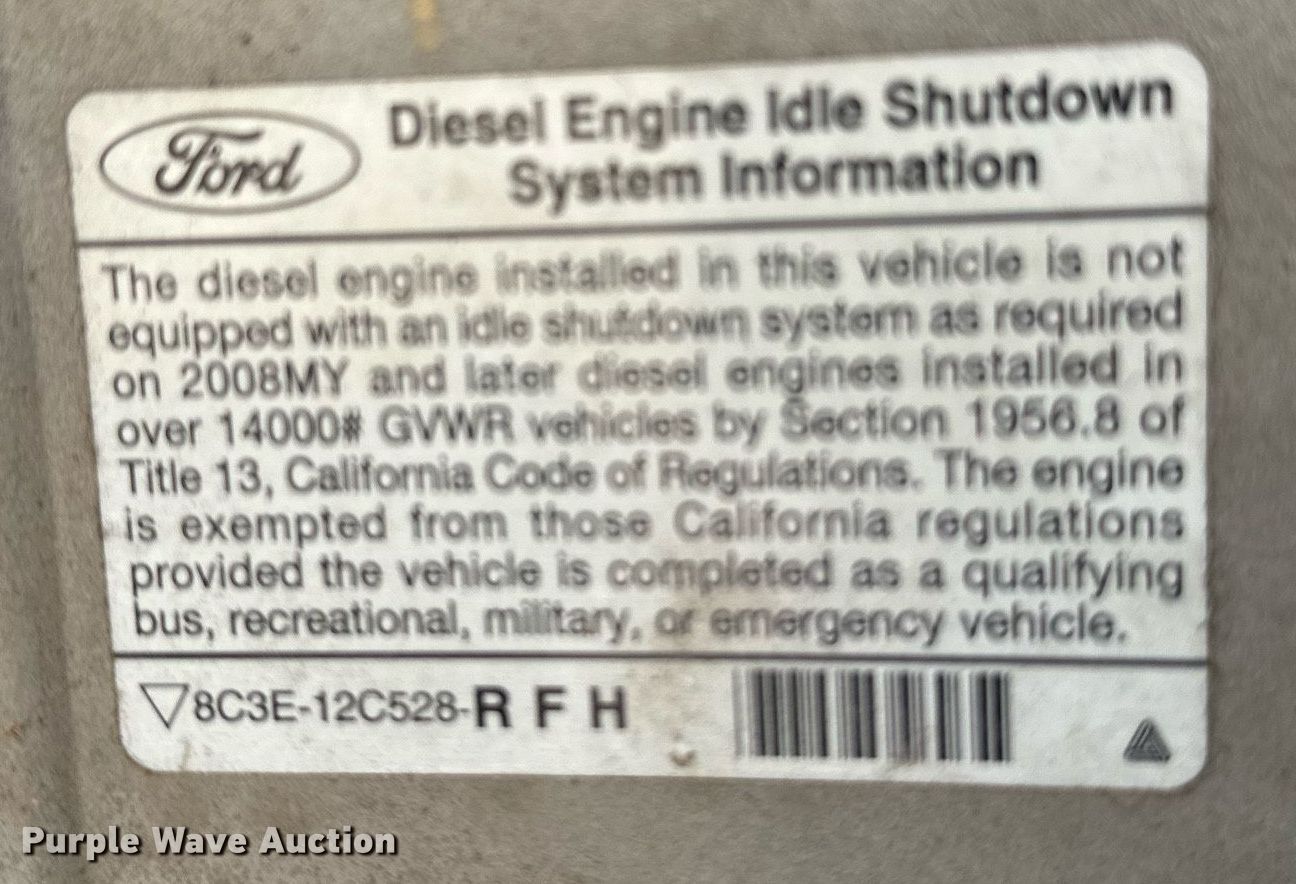 Ford
Diesel Engine Idle Shutdown
System Information
The diesel engine installed in this vehicle is not
equipped with an idle shutdown system as required
on 2008MY and later diesel engines installed in
over 14000# GVWR vehicles by Section 1956.8 of
Title 13, California Code of Regulations. The engine
is exempted from those California regulations
provided the vehicle is completed as a qualifying
bus, recreational, military, or emergency vehicle.
8C3E-12C528-R F H
Purple Wave Auction